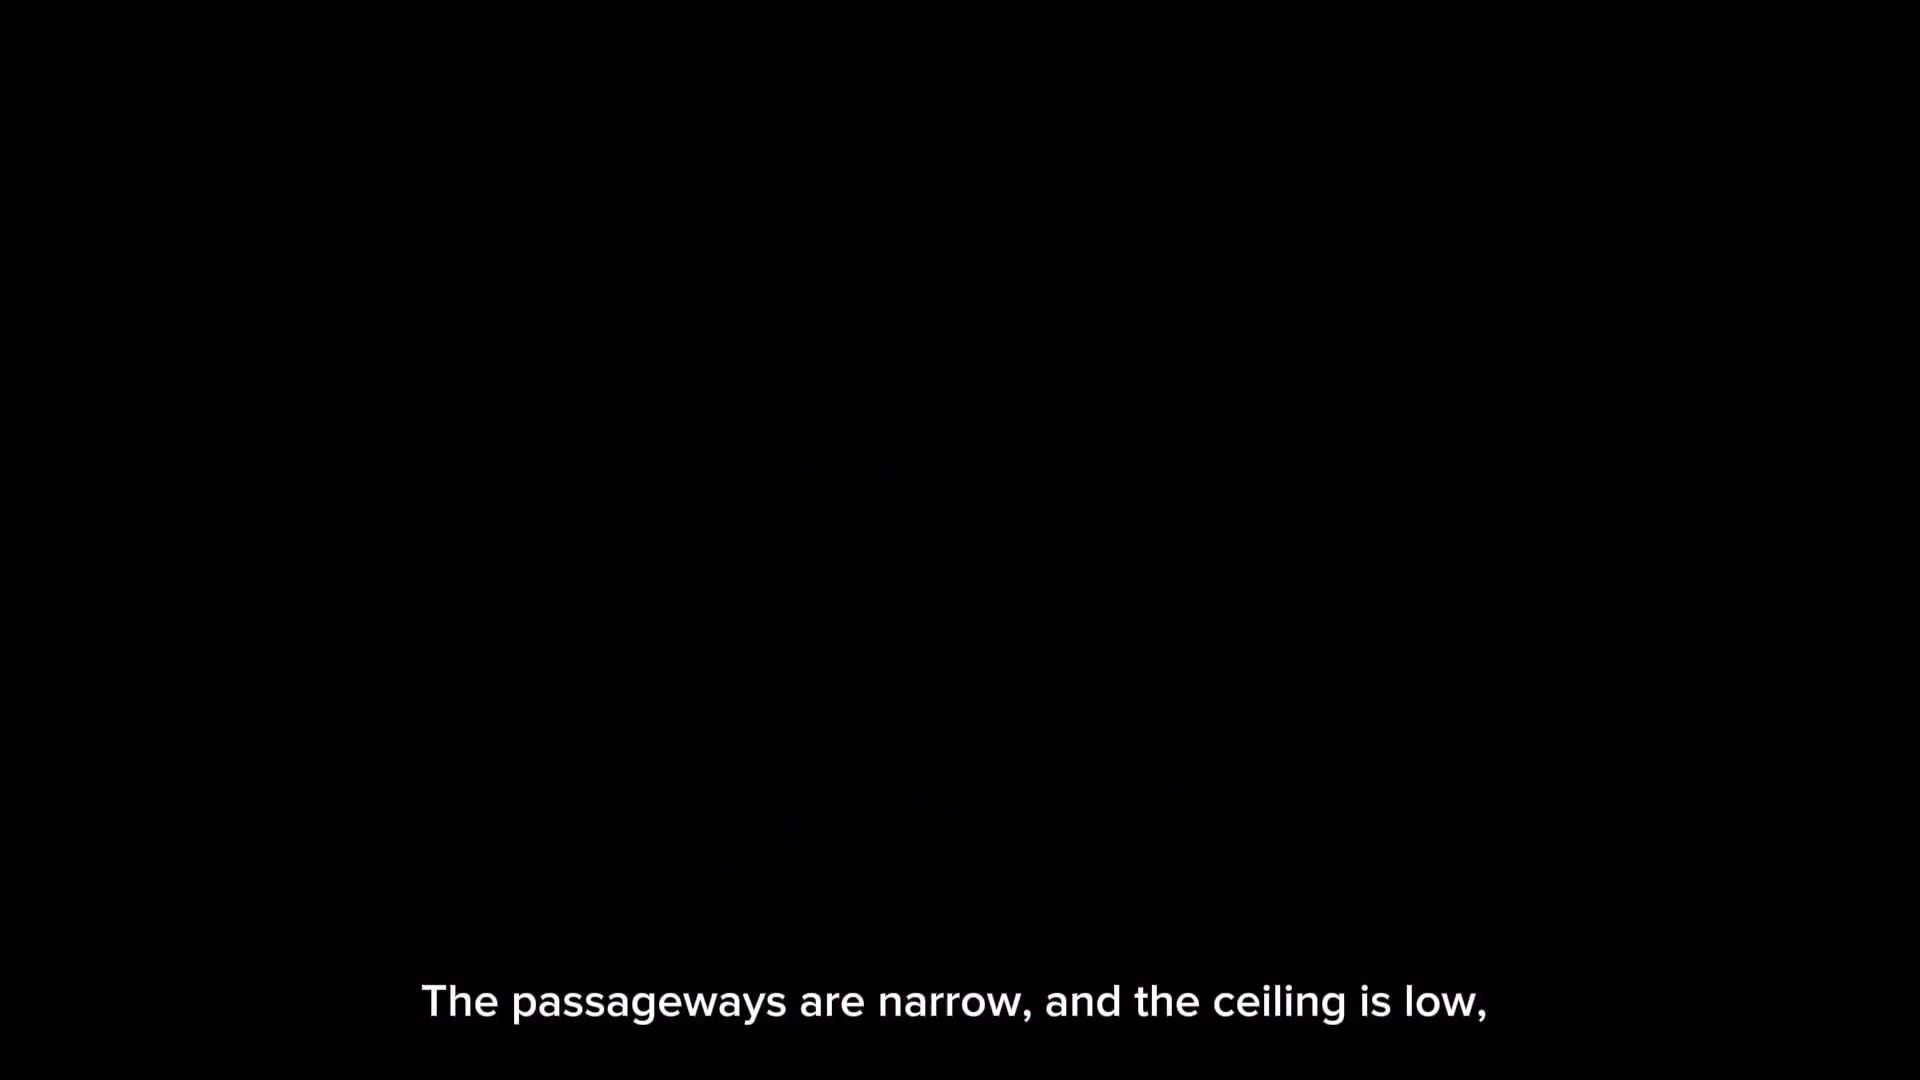 The passageways are narrow, and the ceiling is low,